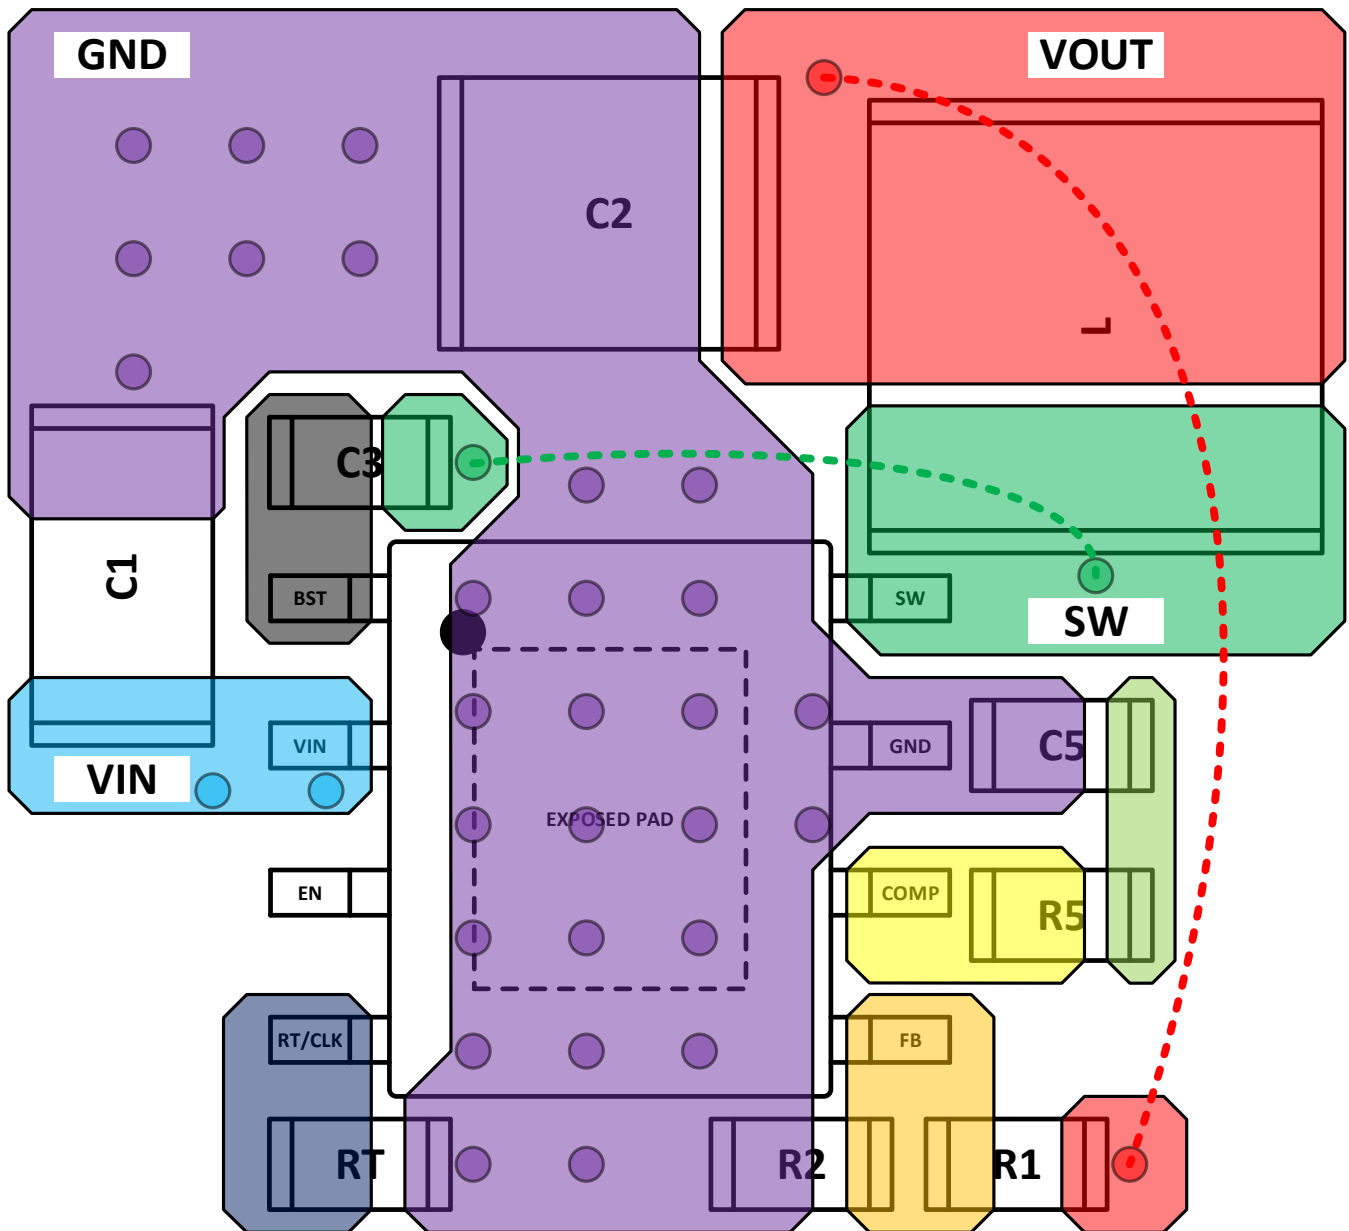 GND
VOUT
C2
L
C3
C1
BST
SW
SW
VIN
GND
C5
VIN
EXPOSED PAD
EN
COMP
R5
RT/CLK
FB
RT
R2
R1